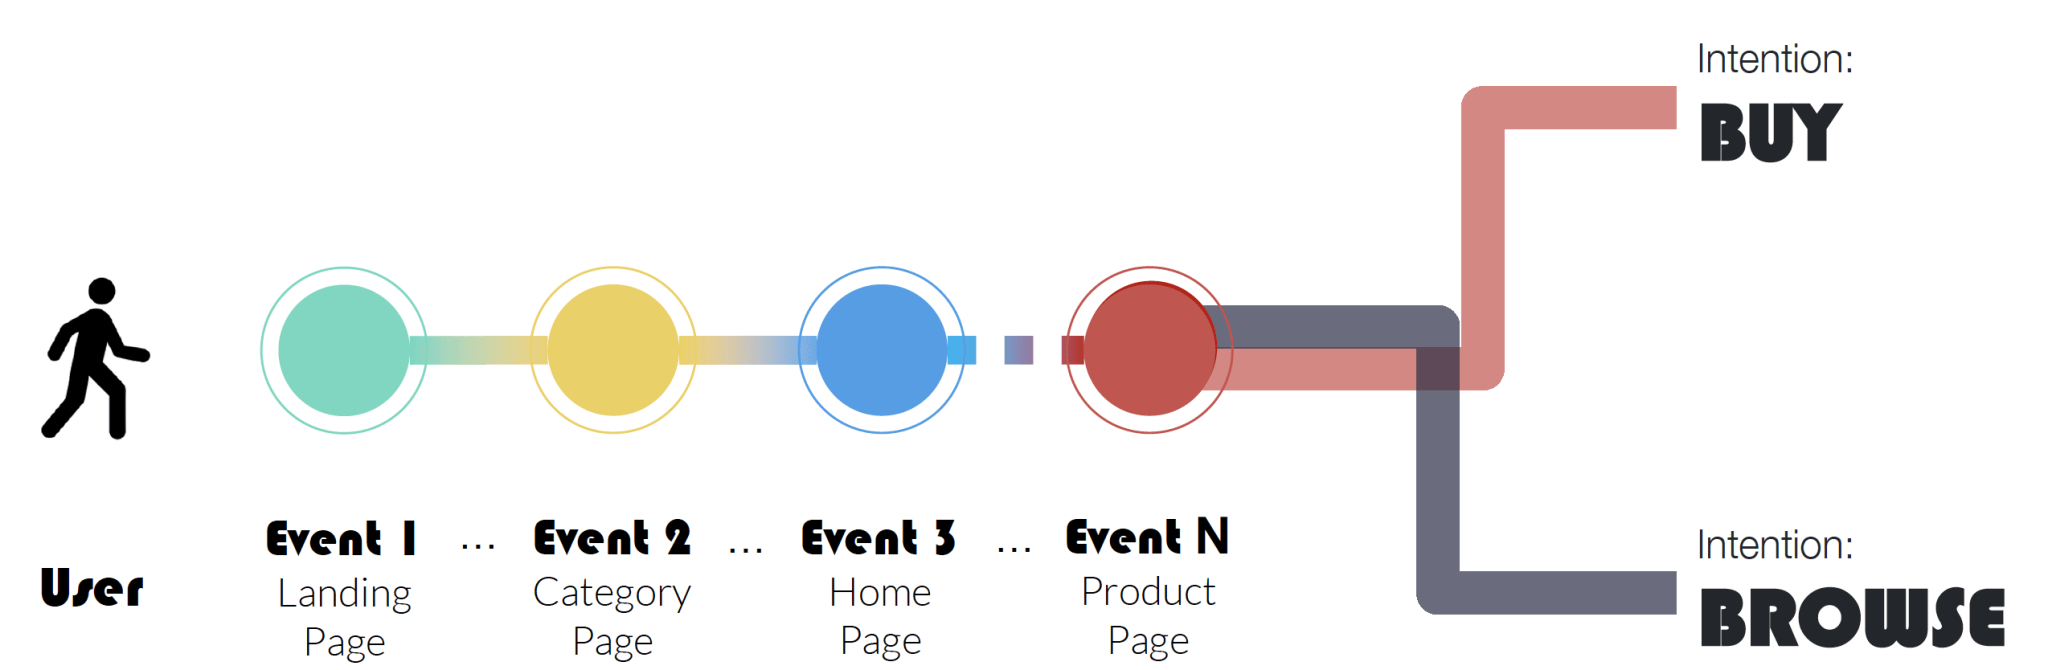 Intention:
BUY
User
Event 1 ... Event 2 ... Event 3 ... Event N
Landing Page
Category Page
Home Page
Product Page
Intention:
BROWSE